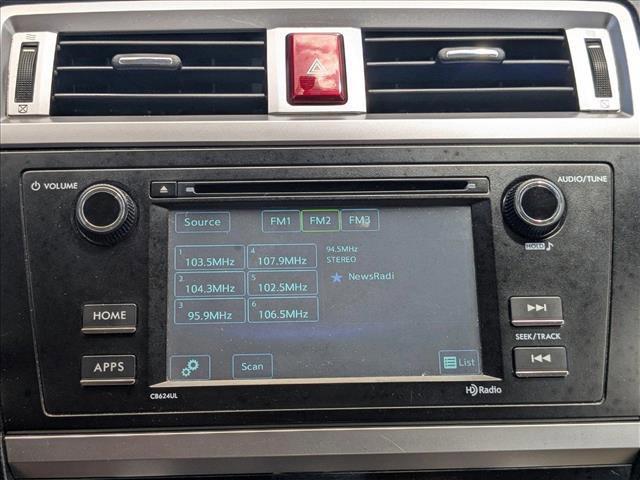 VOLUME
AUDIO/TUNE
Source
FM1
FM2
FM3
1 103.5MHz
4 107.9MHz
94.5MHz
STEREO
2 104.3MHz
5 102.5MHz
NewsRadi
3 95.9MHz
6 106.5MHz
Scan
List
HOLD
HOME
APPS
SEEK/TRACK
CB624UL
HD Radio